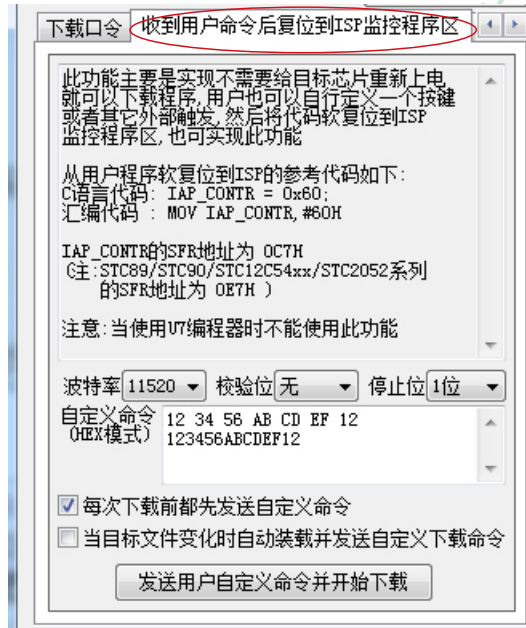 下载口令 收到用户命令后复位到ISP监控程序区
此功能主要是实现不需要给目标芯片重新上电,
就可以下载程序,用户也可以自行定义一个按键
或者其它外部触发,然后将代码软复位到ISP
监控程序区,也可实现此功能
从用户程序软复位到ISP的参考代码如下:
C语言代码: IAP_CONTR = 0x60;
汇编代码 : MOV IAP_CONTR,#60H
IAP_CONTR的SFR地址为 0C7H
(注:STC89/STC90/STC12C54xx/STC2052系列
的SFR地址为 0E7H )
注意:当使用U7编程器时不能使用此功能
波特率 11520 校验位 无 停止位 1位
自定义命令 12 34 56 AB CD EF 12
(HEX模式) 123456ABCDEF12
每次下载前都先发送自定义命令
当目标文件变化时自动装载并发送自定义下载命令
发送用户自定义命令并开始下载